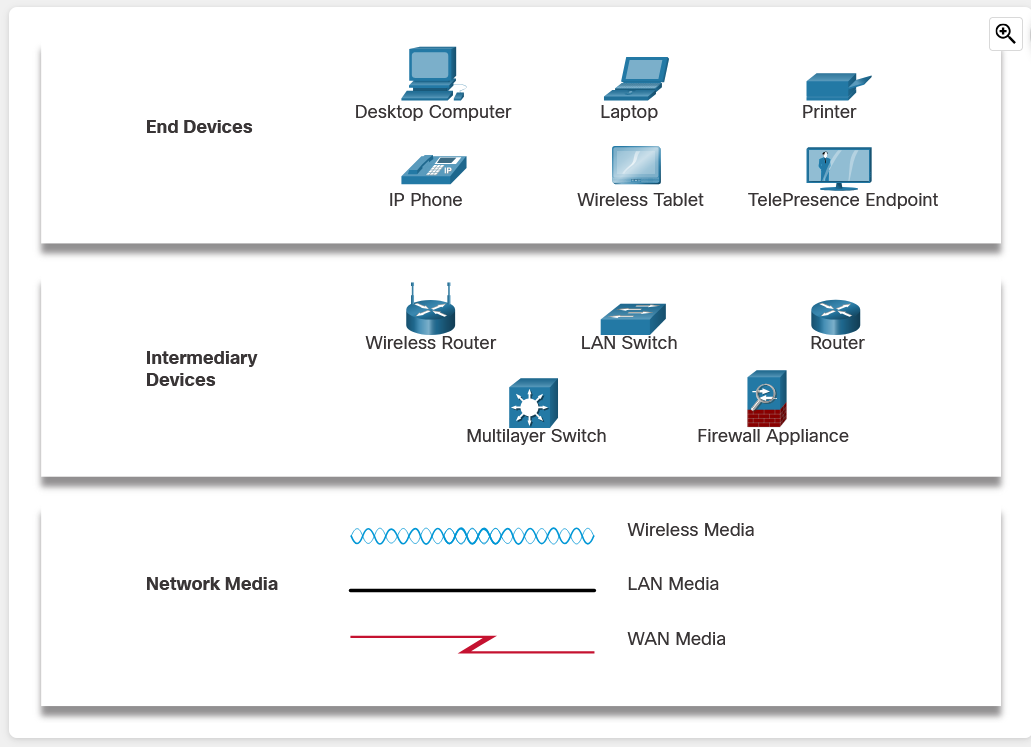 Desktop Computer
Laptop
Printer
End Devices
IP
IP Phone
Wireless Tablet
TelePresence Endpoint
Wireless Router
LAN Switch
Router
Intermediary
Devices
Multilayer Switch
Firewall Appliance
Wireless Media
Network Media
LAN Media
WAN Media